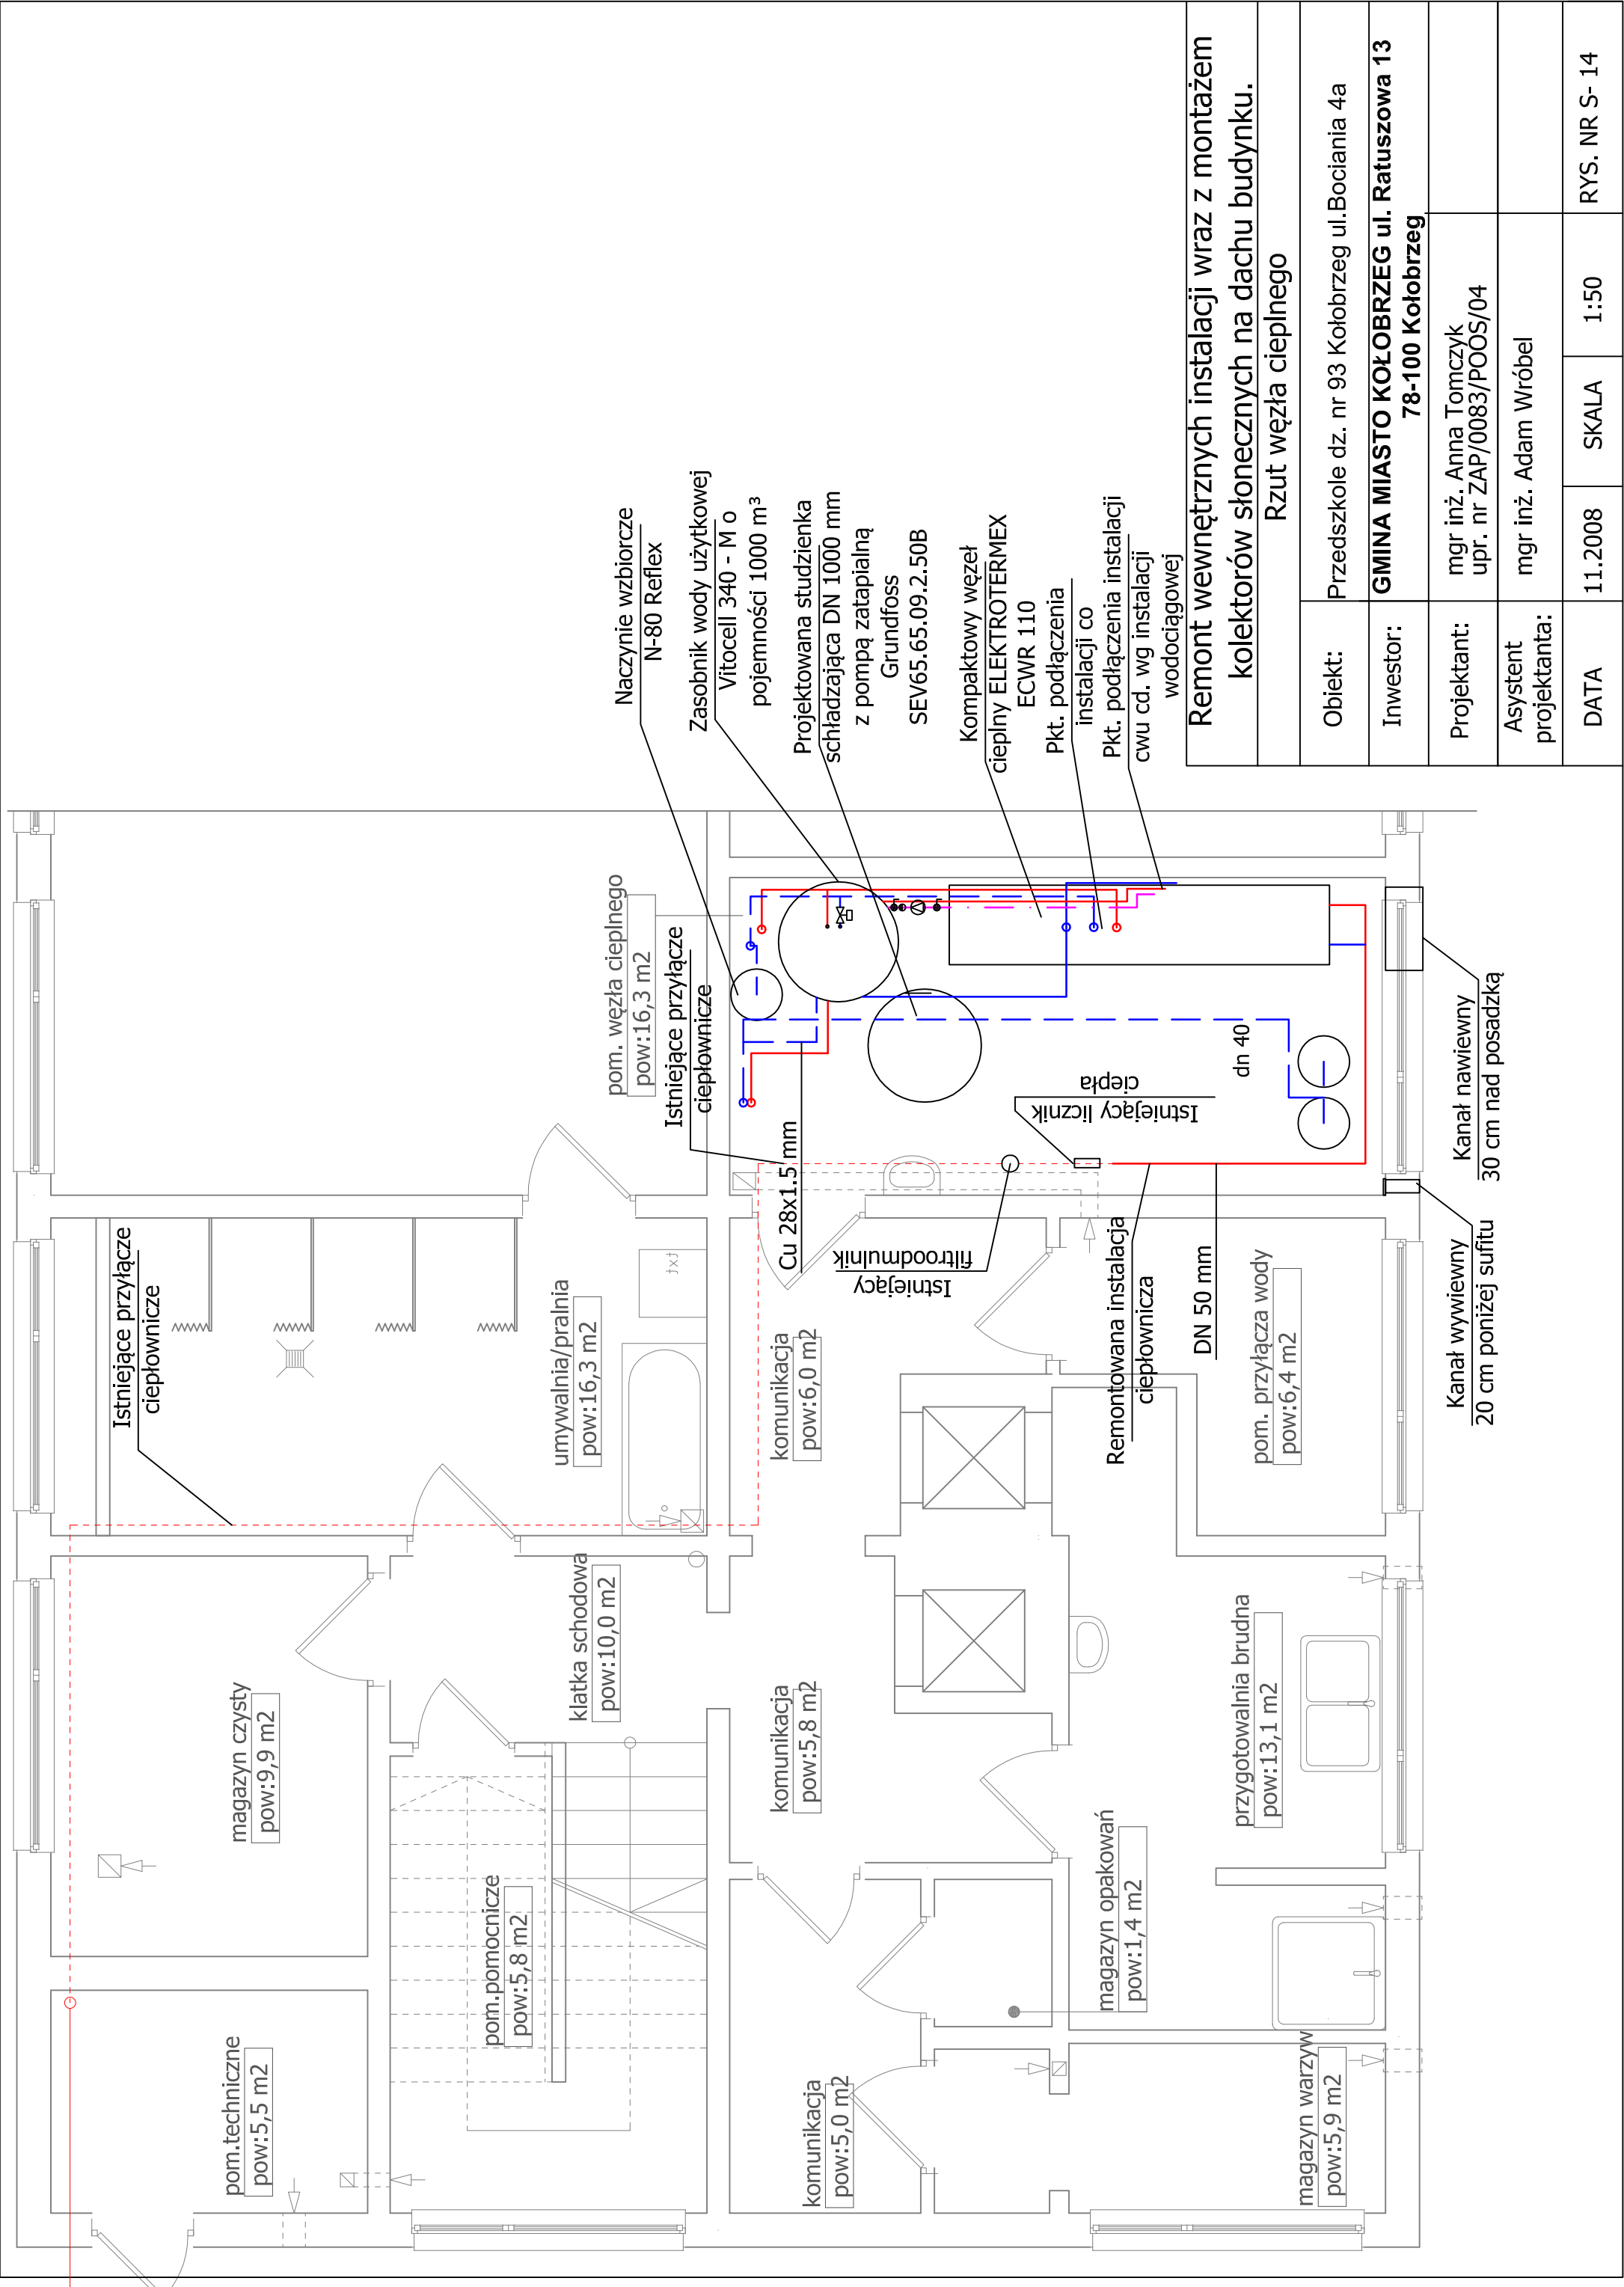 Naczynie wzbiorcze
N-80 Reflex
Zasobnik wody użytkowej
Vitocell 340 - M o
pojemności 1000 m³
Projektowana studzienka
schładzająca DN 1000 mm
z pompą zatapialną
Grundfoss
SEV65.65.09.2.50B
Kompaktowy węzeł
cieplny ELEKTROTERMEX
ECWR 110
Pkt. podłączenia
instalacji co
Pkt. podłączenia instalacji
cwu cd. wg instalacji
wodociągowej
pom. węzła cieplnego
pow:16,3 m2
Istniejące przyłącze
ciepłownicze
Istniejące przyłącze
ciepłownicze
umywalnia/pralnia
pow:16,3 m2
Cu 28x1.5 mm
Istniejący
filtroodmulnik
Istniejący licznik
ciepła
dn 40
Remontowana instalacja
ciepłownicza
DN 50 mm
Kanał nawiewny
30 cm nad posadzką
Kanał wywiewny
20 cm poniżej sufitu
komunikacja
pow:6,0 m2
pom. przyłącza wody
pow:6,4 m2
magazyn czysty
pow:9,9 m2
klatka schodowa
pow:10,0 m2
komunikacja
pow:5,8 m2
przygotowalnia brudna
pow:13,1 m2
pom.techniczne
pow:5,5 m2
pom.pomocnicze
pow:5,8 m2
komunikacja
pow:5,0 m2
magazyn opakowań
pow:1,4 m2
magazyn warzyw
pow:5,9 m2
Remont wewnętrznych instalacji wraz z montażem
kolektorów słonecznych na dachu budynku.
Rzut węzła cieplnego
Obiekt: Przedszkole dz. nr 93 Kołobrzeg ul.Bociania 4a
Inwestor: GMINA MIASTO KOŁOBRZEG ul. Ratuszowa 13
78-100 Kołobrzeg
Projektant: mgr inż. Anna Tomczyk
upr. nr ZAP/0083/POOS/04
Asystent
projektanta: mgr inż. Adam Wróbel
DATA 11.2008 SKALA 1:50 RYS. NR S- 14